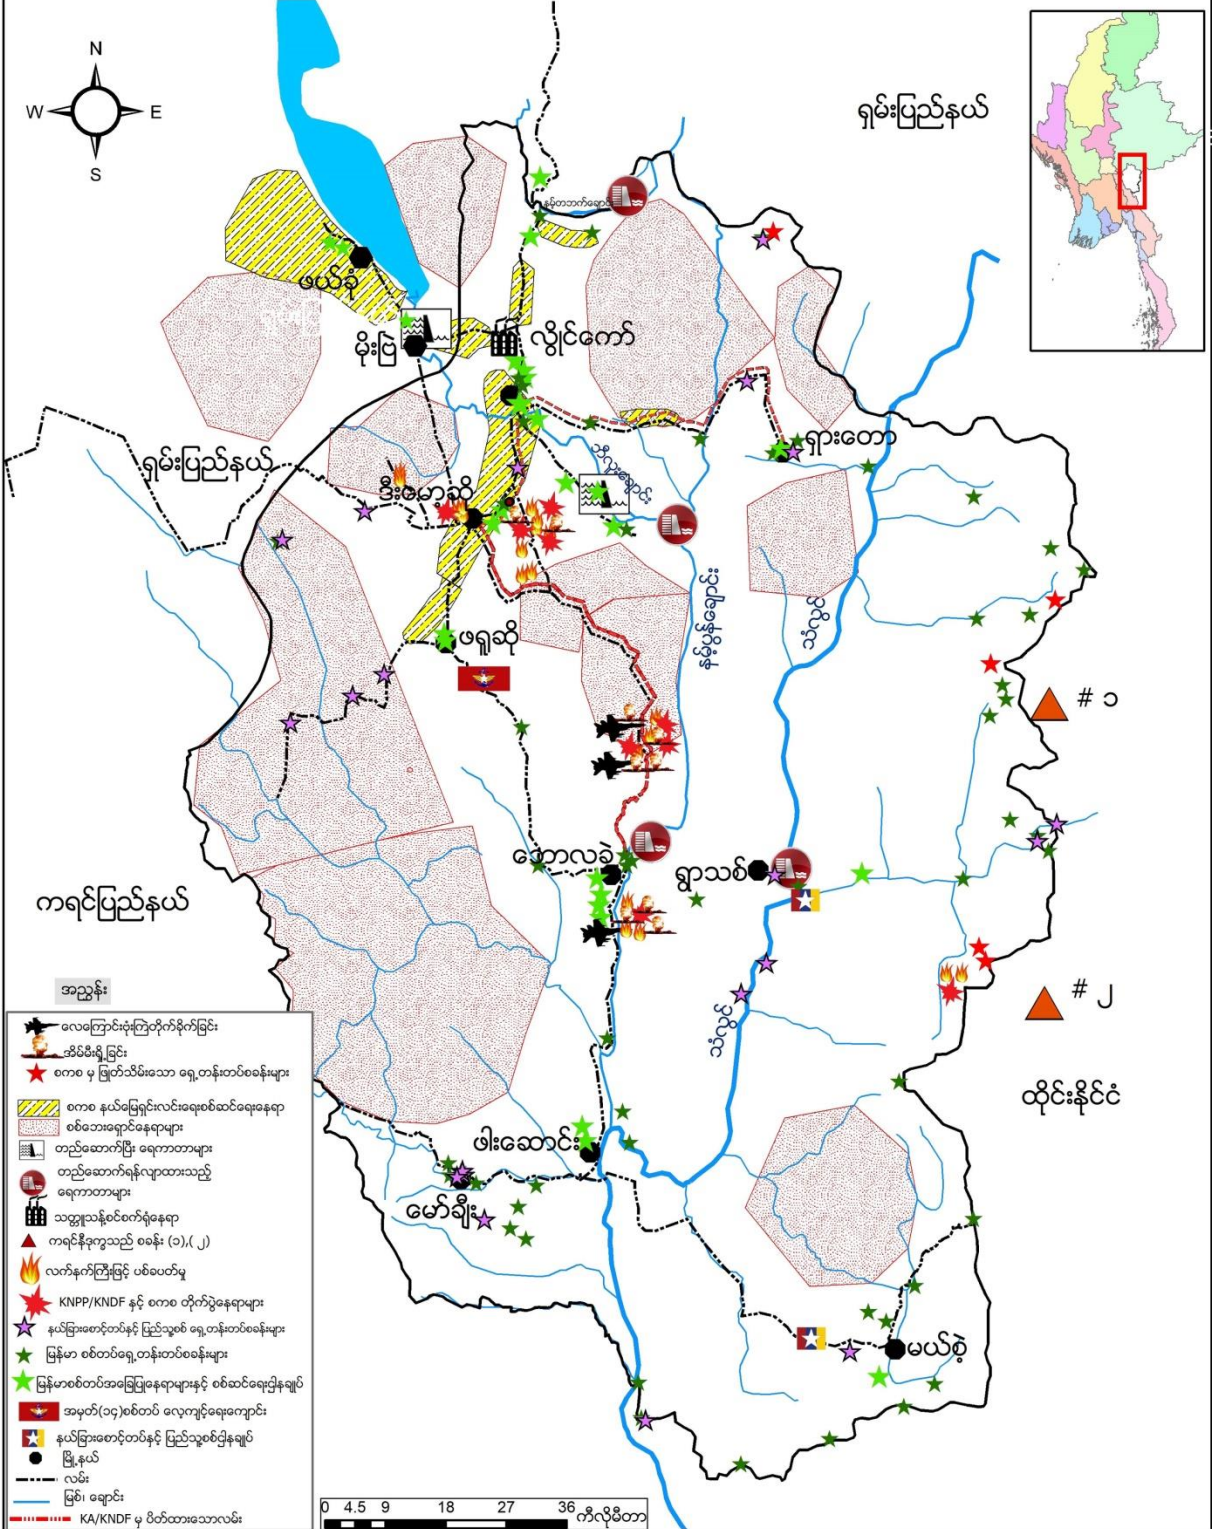 N
W
E
S
ရှမ်းပြည်နယ်
နမ့်တဘက်ချောင်း
ဖယ်ခုံ
မိုးဗြဲ
လွိုင်ကော်
ရှားတော
ရှမ်းပြည်နယ်
ဘီလူးချောင်း
ဒီးမော့ဆို
နမ့်ပွန်ချောင်း
သံလွင်
ဖရူဆို
# ၁
ဘောလခဲ
ရွာသစ်
ကရင်ပြည်နယ်
# ၂
သံလွင်
ထိုင်းနိုင်ငံ
ဖါးဆောင်း
မော်ချီး
မယ်စဲ့
အညွှန်း
လေကြောင်းဗုံးကြဲတိုက်ခိုက်ခြင်း
အိမ်မီးရှို့ခြင်း
စကစ မှ ဖြုတ်သိမ်းသော ရှေ့တန်းတပ်စခန်းများ
စကစ နယ်မြေရှင်းလင်းရေးစစ်ဆင်ရေးနေရာ
စစ်ဘေးရှောင်နေရာများ
တည်ဆောက်ပြီး ရေကာတာများ
တည်ဆောက်ရန်လျာထားသည့်
ရေကာတာများ
သတ္တုသန့်စင်စက်ရုံနေရာ
ကရင်နီဒုက္ခသည် စခန်း (၁),(၂)
လက်နက်ကြီးဖြင့် ပစ်ခပတ်မှု
KNPP/KNDF နှင့် စကစ တိုက်ပွဲနေရာများ
နယ်ခြားစောင့်တပ်နှင့် ပြည်သူ့စစ် ရှေ့တန်းတပ်စခန်းများ
မြန်မာ စစ်တပ်ရှေ့တန်းတပ်စခန်းများ
မြန်မာစစ်တပ်အခြေပြုနေရာများနှင့် စစ်ဆင်ရေးဌါနချုပ်
အမှတ်(၁၄)စစ်တပ် လေ့ကျင့်ရေးကျောင်း
နယ်ခြားစောင့်တပ်နှင့် ပြည်သူ့စစ်ဌါနချုပ်
မြို့နယ်
လမ်း
မြစ်၊ ချောင်း
KA/KNDF မှ ပိတ်ထားသောလမ်း
0 4.5 9 18 27 36 ကီလိုမီတာ